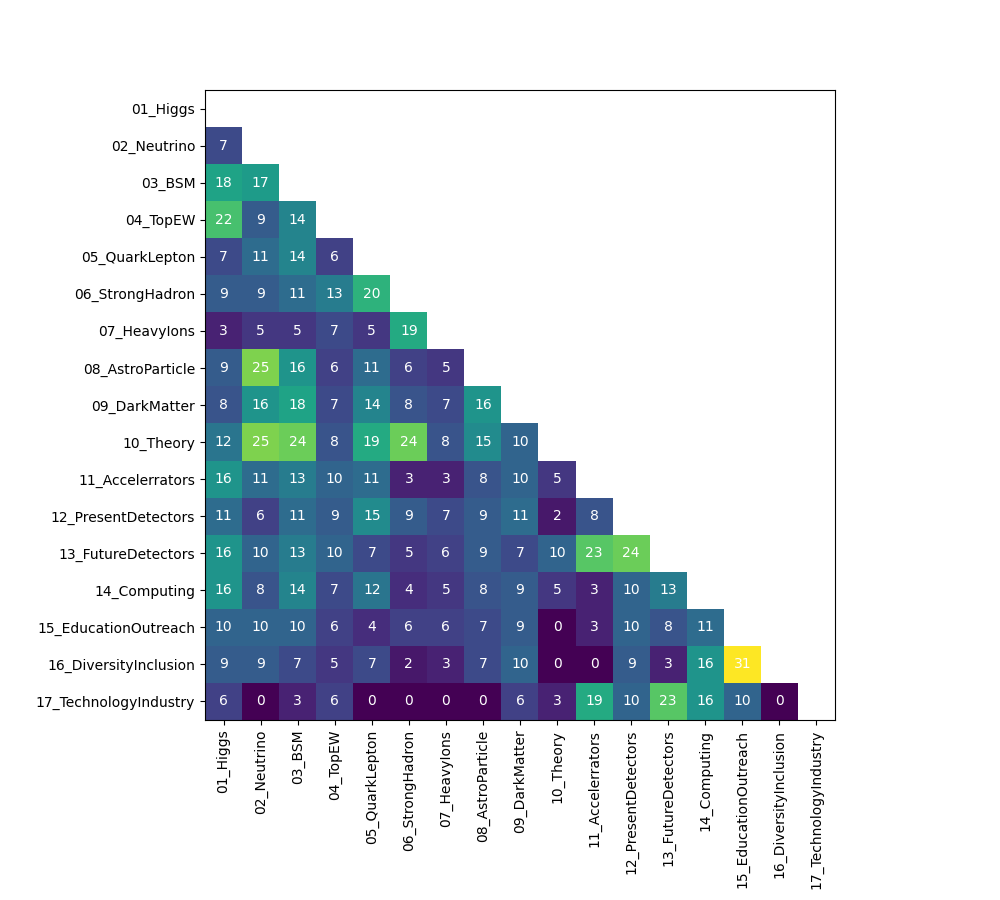 01_Higgs
02_Neutrino 7
03_BSM 18 17
04_TopEW 22 9 14
05_QuarkLepton 7 11 14 6
06_StrongHadron 9 9 11 13 20
07_HeavyIons 3 5 5 7 5 19
08_AstroParticle 9 25 16 6 11 6 5
09_DarkMatter 8 16 18 7 14 8 7 16
10_Theory 12 25 24 8 19 24 8 15 10
11_Accelerrators 16 11 13 10 11 3 3 8 10 5
12_PresentDetectors 11 6 11 9 15 9 7 9 11 2 8
13_FutureDetectors 16 10 13 10 7 5 6 9 7 10 23 24
14_Computing 16 8 14 7 12 4 5 8 9 5 3 10 13
15_EducationOutreach 10 10 10 6 4 6 6 7 9 0 3 10 8 11
16_DiversityInclusion 9 9 7 5 7 2 3 7 10 0 0 9 3 16 31
17_TechnologyIndustry 6 0 3 6 0 0 0 0 6 3 19 10 23 16 10 0
01_Higgs
02_Neutrino
03_BSM
04_TopEW
05_QuarkLepton
06_StrongHadron
07_HeavyIons
08_AstroParticle
09_DarkMatter
10_Theory
11_Accelerrators
12_PresentDetectors
13_FutureDetectors
14_Computing
15_EducationOutreach
16_DiversityInclusion
17_TechnologyIndustry